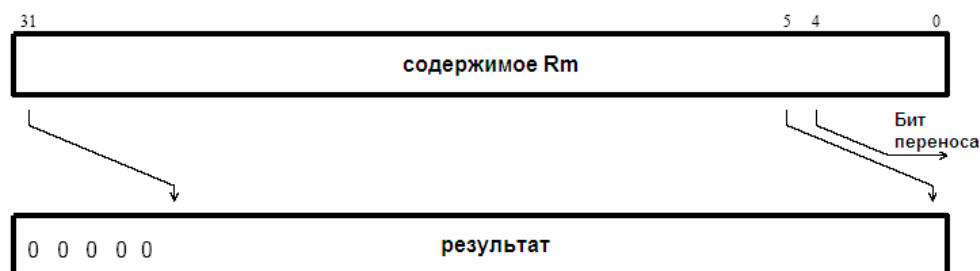 31 5 4 0
содержимое Rm
Бит
переноса
0 0 0 0 0 результат